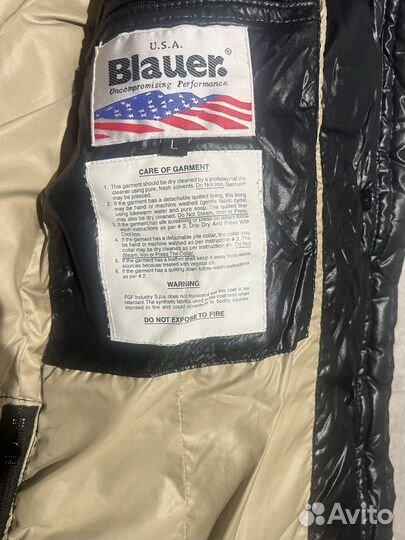 U.S.A.
Blauer.®
Uncompromising Performance.
L
CARE OF GARMENT
1. This garment should be dry cleaned by a professional dry
cleaner using pure, fresh solvents. Do Not Iron. Garment
may be pressed.
2. If the garment has a detachable quilted lining, this lining
may be hand or machine washed (gentle fabric cycle)
using lukewarm water and pure soap. The quilted liner
may also be dry cleaned. Do Not Steam, Iron or Press.
3. If the garment has silk screening or press on letters follow
wash instructions as per # 2. Drip Dry And Press With
Cool Iron.
4. If the garment has a detachable pile collar, the collar may
be hand or machine washed as per instruction # 2. The
collar may be dry cleaned as per instruction #1. Do Not
Steam, Iron or Press The Collar.
5. If the garment has a leather shell keep it away from warm
sources because treated with vegetal oil.
6. If the garment has a quilting down follow wash instructions
as per # 2.
WARNING
FGF Industry S.p.a. does not represent that this coat is fire
retardant. The synthetic fabrics used in this coat melt when
exposed to fire and could contribute to bodily injuries.
DO NOT EXPOSE TO FIRE
Avito